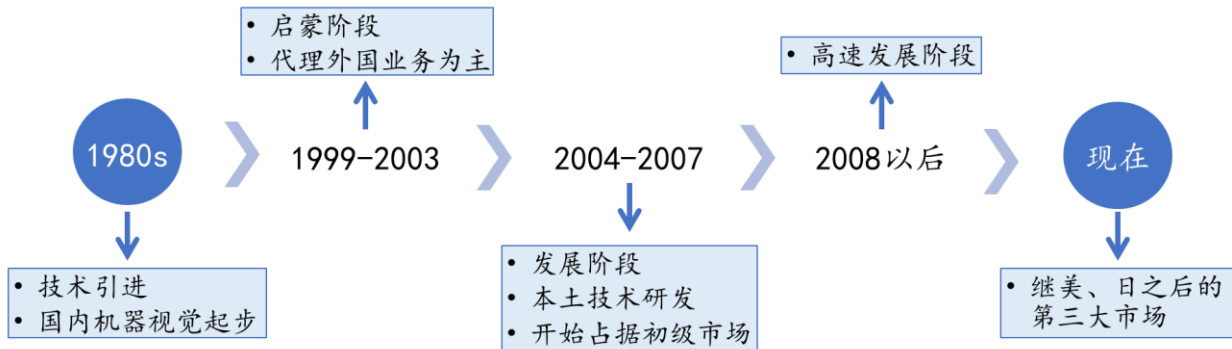 • 启蒙阶段
• 代理外国业务为主
• 高速发展阶段
1980s
1999-2003
2004-2007
2008以后
现在
• 技术引进
• 国内机器视觉起步
• 发展阶段
• 本土技术研发
• 开始占据初级市场
• 继美、日之后的
第三大市场